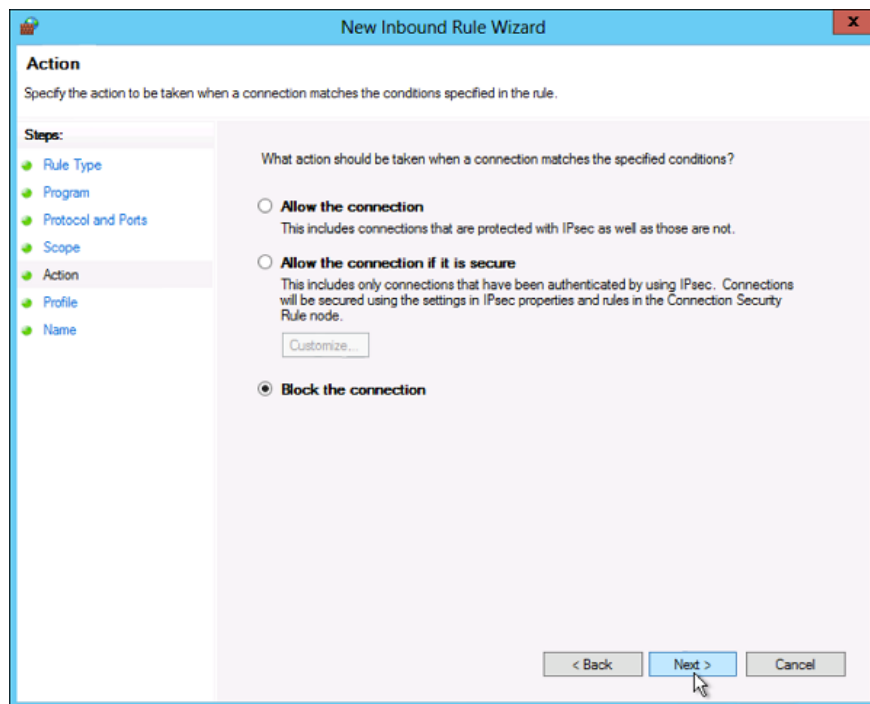 New Inbound Rule Wizard
x
Action
Specify the action to be taken when a connection matches the conditions specified in the rule.
Steps:
Rule Type
Program
Protocol and Ports
Scope
Action
Profile
Name
What action should be taken when a connection matches the specified conditions?
Allow the connection
This includes connections that are protected with IPsec as well as those are not.
Allow the connection if it is secure
This includes only connections that have been authenticated by using IPsec. Connections
will be secured using the settings in IPsec properties and rules in the Connection Security
Rule node.
Customize...
Block the connection
< Back
Next >
Cancel